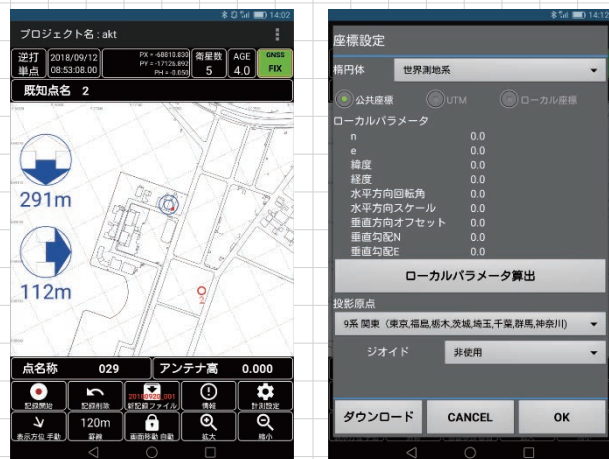 14:02
プロジェクト名 : akt
逆打
単点
2018/09/12
08:53:08.00
PX = -68810.830
PY = -17126.892
PH = -0.050
衛星数
5
AGE
4.0
GNSS
FIX
既知点名 2
291m
112m
2
点名称 029
アンテナ高 0.000
記録開始
記録削除
20180920_001
新記録ファイル
情報
計測設定
表示方位 手動
120m
罫線
画面移動 自動
拡大
縮小
14:12
座標設定
楕円体 世界測地系
公共座標 UTM ローカル座標
ローカルパラメータ
n 0.0
e 0.0
緯度 0.0
経度 0.0
水平方向回転角 0.0
水平方向スケール 0.0
垂直方向オフセット 0.0
垂直勾配N 0.0
垂直勾配E 0.0
ローカルパラメータ算出
投影原点
9系 関東（東京,福島,栃木,茨城,埼玉,千葉,群馬,神奈川)
ジオイド 非使用
ダウンロード CANCEL OK